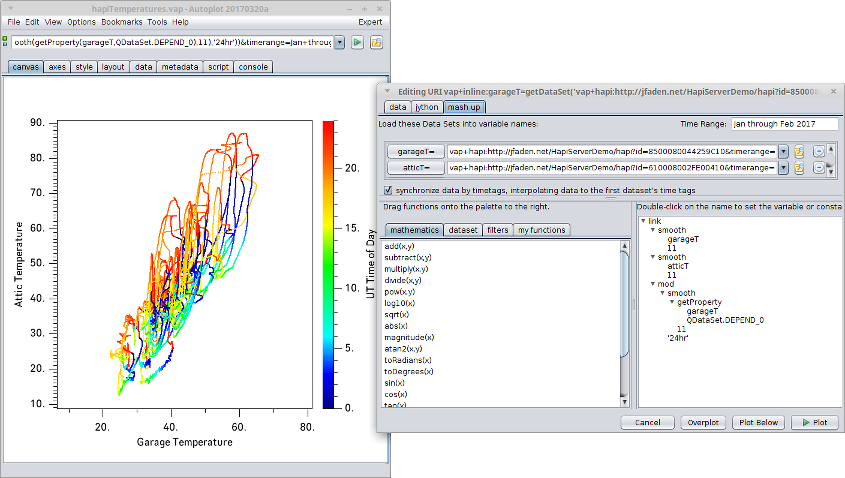 hapiTemperatures.vap - Autoplot 20170320a
File Edit View Options Bookmarks Tools Help Expert
ooth(getProperty(garageT,QDataSet.DEPEND_0),11),'24hr'))&timerange=Jan+throug
canvas axes style layout data metadata script console
90.
80.
70.
60.
50.
40.
30.
20.
10.
Attic Temperature
20. 40. 60. 80.
Garage Temperature
20.
15.
10.
5.
0.
UT Time of Day
Editing URI vap+inline:garageT=getDataSet('vap+hapi:http://jfaden.net/HapiServerDemo/hapi?id=85000
data jython mash up
Load these Data Sets into variable names: Time Range: Jan through Feb 2017
garageT= vap+hapi:http://jfaden.net/HapiServerDemo/hapi?id=8500080044259C10&timerange=
atticT= vap+hapi:http://jfaden.net/HapiServerDemo/hapi?id=610008002FE00410&timerange=
synchronize data by timetags, interpolating data to the first dataset's time tags
Drag functions onto the palette to the right.
mathematics dataset filters my functions
add(x,y)
subtract(x,y)
multiply(x,y)
divide(x,y)
pow(x,y)
log10(x)
sqrt(x)
abs(x)
magnitude(x)
atan2(x,y)
toRadians(x)
toDegrees(x)
sin(x)
cos(x)
tan(x)
Double-click on the name to set the variable or consta
link
smooth
garageT
11
smooth
atticT
11
mod
smooth
getProperty
garageT
QDataSet.DEPEND_0
11
'24hr'
Cancel Overplot Plot Below Plot